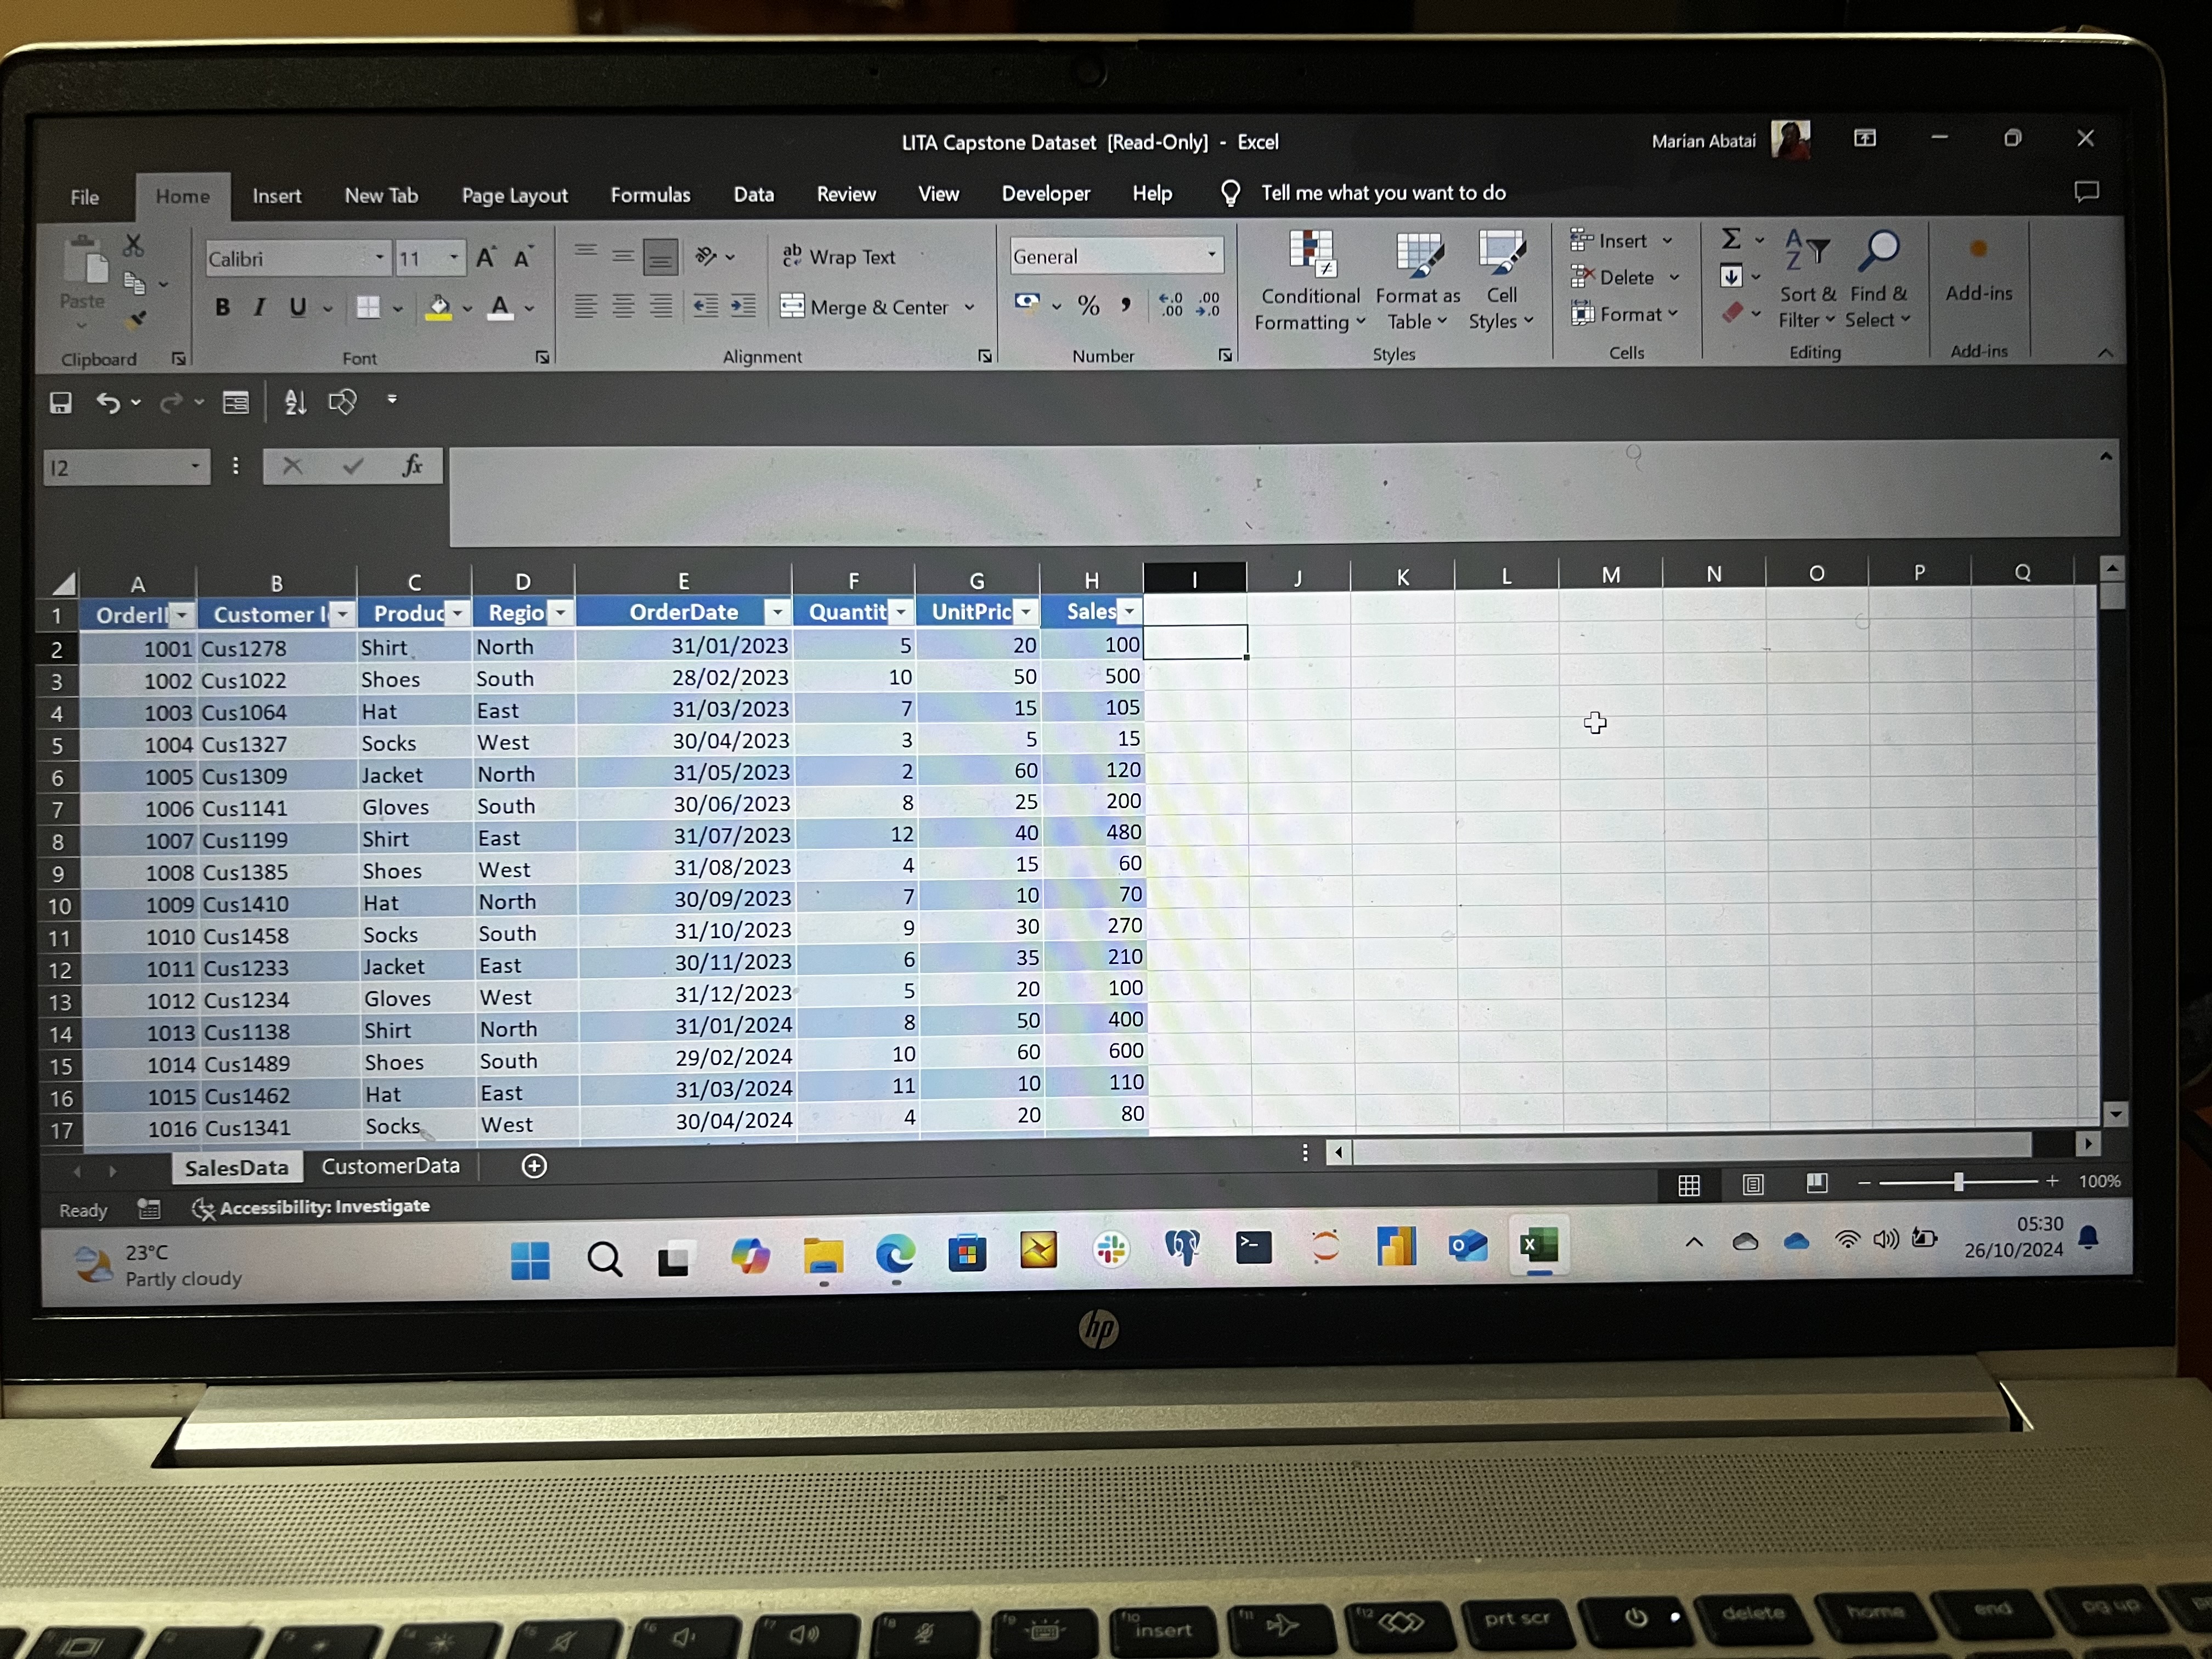 LITA Capstone Dataset [Read-Only] - Excel Marian Abatai
File Home Insert New Tab Page Layout Formulas Data Review View Developer Help Tell me what you want to do
Paste Calibri 11 Wrap Text General Conditional Formatting Format as Table Cell Styles Insert Sort & Filter Find & Select Add-ins
B I U A Merge & Center % Delete
Format
Clipboard Font Alignment Number Styles Cells Editing Add-ins
I2 fx
A B C D E F G H I J K L M N O P Q
1 OrderI Customer I Produc Regio OrderDate Quantit UnitPric Sales
2 1001 Cus1278 Shirt North 31/01/2023 5 20 100
3 1002 Cus1022 Shoes South 28/02/2023 10 50 500
4 1003 Cus1064 Hat East 31/03/2023 7 15 105
5 1004 Cus1327 Socks West 30/04/2023 3 5 15
6 1005 Cus1309 Jacket North 31/05/2023 2 60 120
7 1006 Cus1141 Gloves South 30/06/2023 8 25 200
8 1007 Cus1199 Shirt East 31/07/2023 12 40 480
9 1008 Cus1385 Shoes West 31/08/2023 4 15 60
10 1009 Cus1410 Hat North 30/09/2023 7 10 70
11 1010 Cus1458 Socks South 31/10/2023 9 30 270
12 1011 Cus1233 Jacket East 30/11/2023 6 35 210
13 1012 Cus1234 Gloves West 31/12/2023 5 20 100
14 1013 Cus1138 Shirt North 31/01/2024 8 50 400
15 1014 Cus1489 Shoes South 29/02/2024 10 60 600
16 1015 Cus1462 Hat East 31/03/2024 11 10 110
17 1016 Cus1341 Socks West 30/04/2024 4 20 80
SalesData CustomerData
Ready Accessibility: Investigate 100%
23°C 05:30
Partly cloudy 26/10/2024
hp
f10 insert f11 f12 prt scr delete home end pg up